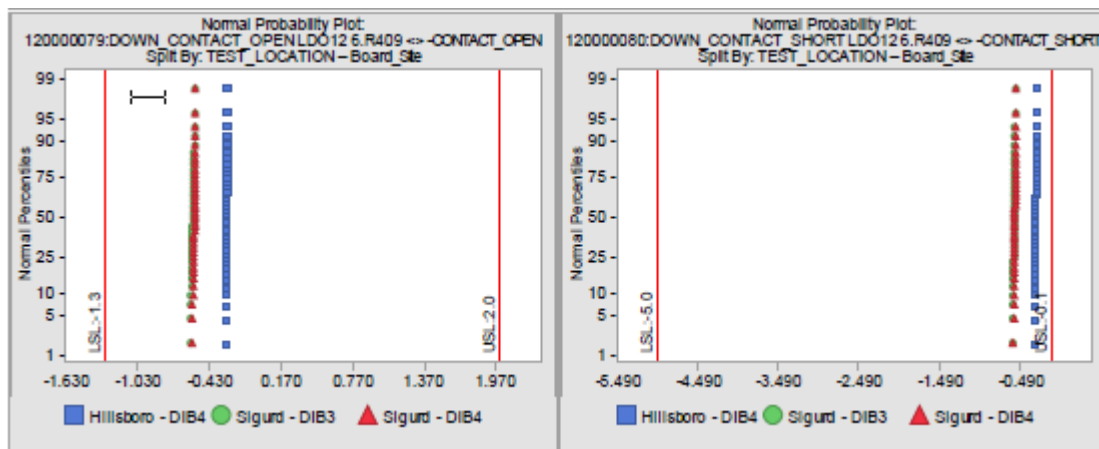 Normal Probability Plot:
120000079:DOWN_CONTACT_OPEN LDO12 6.R409 <> -CONTACT_OPEN
Split By: TEST_LOCATION – Board_Site
Normal Percentiles
99
95
90
75
50
25
10
5
1
LSL:-1.3
USL:2.0
-1.630 -1.030 -0.430 0.170 0.770 1.370 1.970
Hillsboro - DIB4 Sigurd - DIB3 Sigurd - DIB4
Normal Probability Plot:
120000080:DOWN_CONTACT_SHORT LDO12 6.R409 <> -CONTACT_SHORT
Split By: TEST_LOCATION – Board_Site
Normal Percentiles
99
95
90
75
50
25
10
5
1
LSL:-5.0
USL:-0.1
-5.490 -4.490 -3.490 -2.490 -1.490 -0.490
Hillsboro - DIB4 Sigurd - DIB3 Sigurd - DIB4